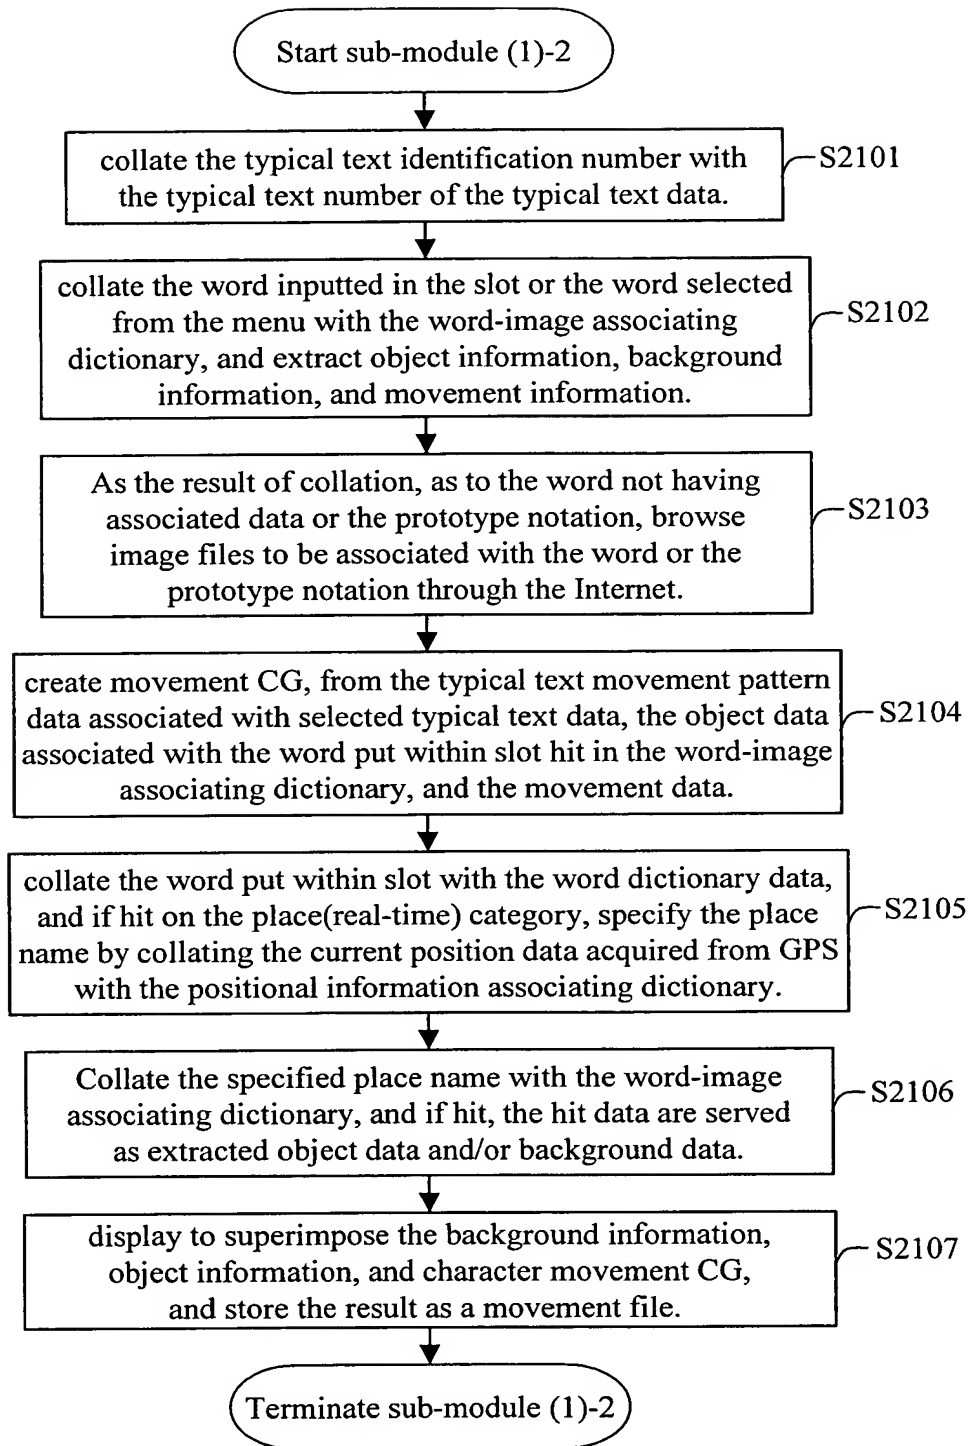 Start sub-module (1)-2
collate the typical text identification number with
the typical text number of the typical text data.
S2101
collate the word inputted in the slot or the word selected
from the menu with the word-image associating
dictionary, and extract object information, background
information, and movement information.
S2102
As the result of collation, as to the word not having
associated data or the prototype notation, browse
image files to be associated with the word or the
prototype notation through the Internet.
S2103
create movement CG, from the typical text movement pattern
data associated with selected typical text data, the object data
associated with the word put within slot hit in the word-image
associating dictionary, and the movement data.
S2104
collate the word put within slot with the word dictionary data,
and if hit on the place(real-time) category, specify the place
name by collating the current position data acquired from GPS
with the positional information associating dictionary.
S2105
Collate the specified place name with the word-image
associating dictionary, and if hit, the hit data are served
as extracted object data and/or background data.
S2106
display to superimpose the background information,
object information, and character movement CG,
and store the result as a movement file.
S2107
Terminate sub-module (1)-2